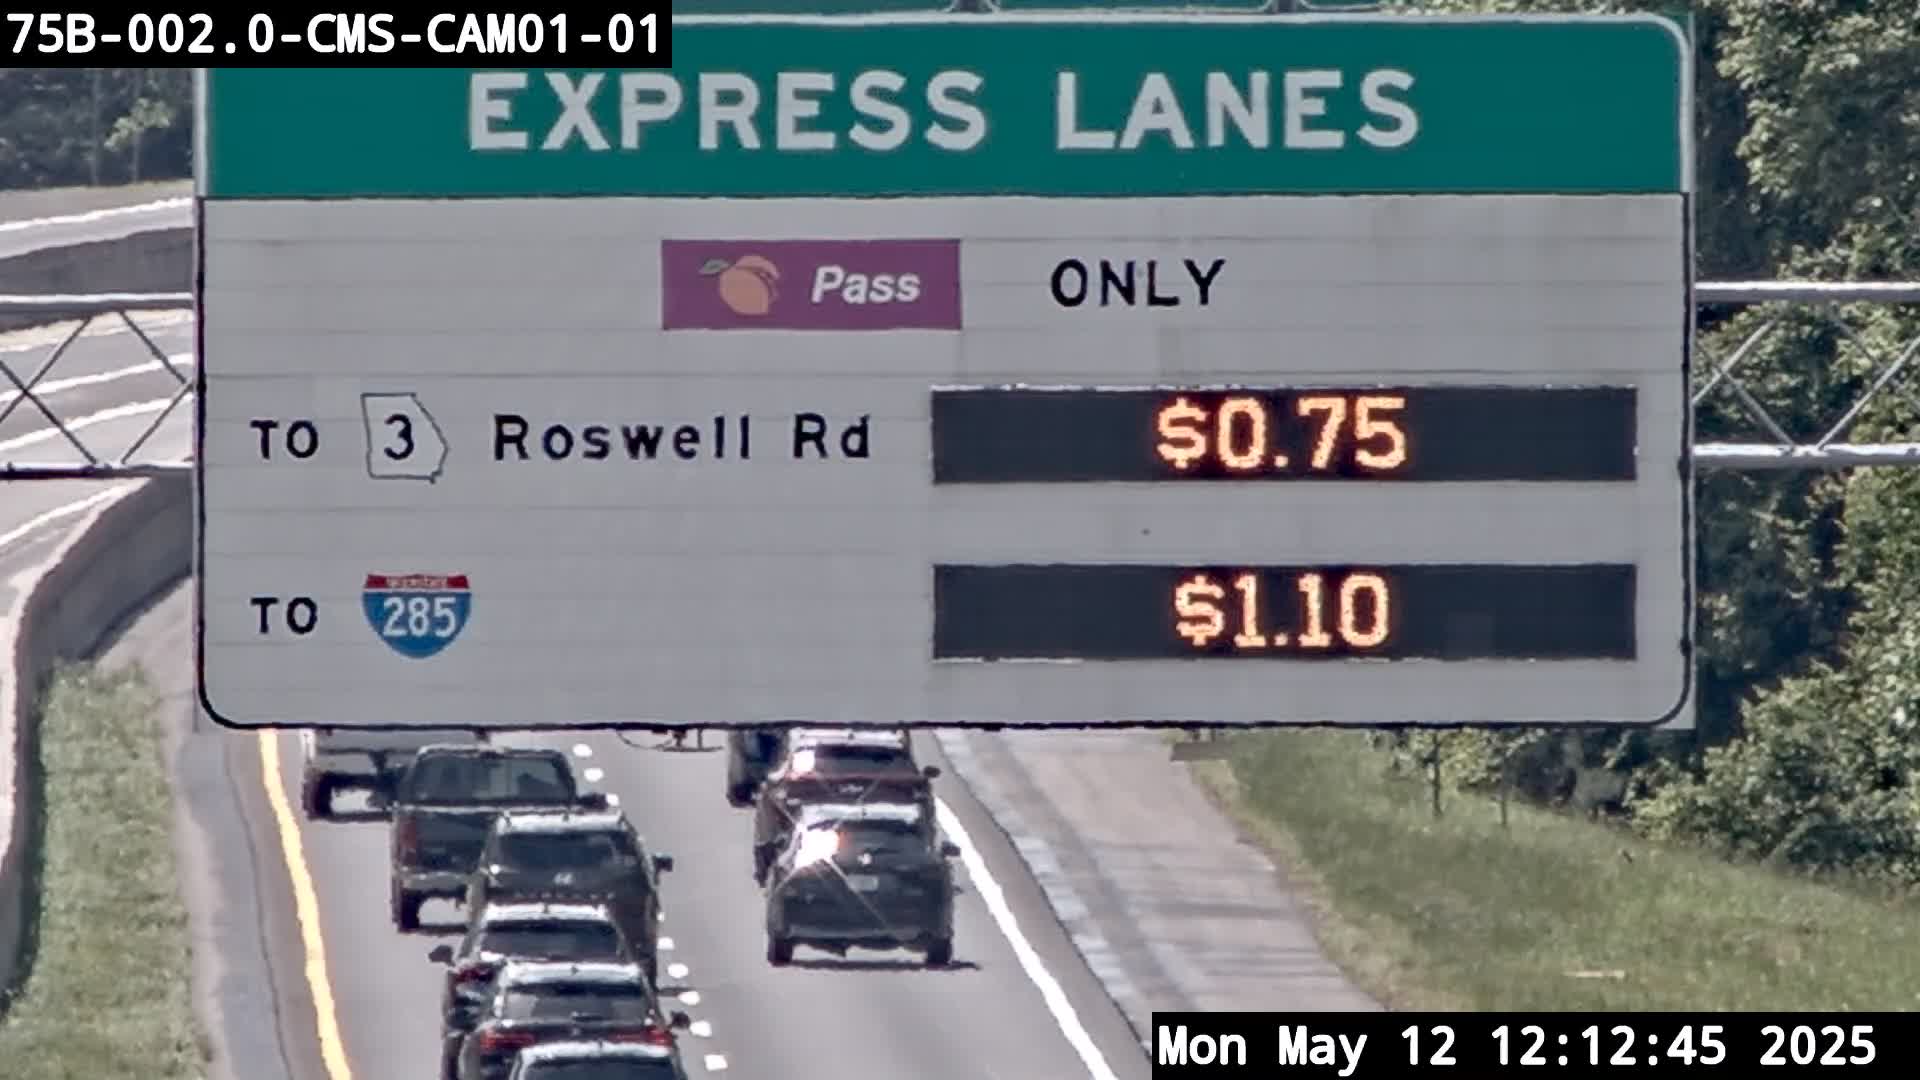 75B-002.0-CMS-CAM01-01
EXPRESS LANES
Pass ONLY
TO 3 Roswell Rd $0.75
INTERSTATE
TO 285 $1.10
Mon May 12 12:12:45 2025